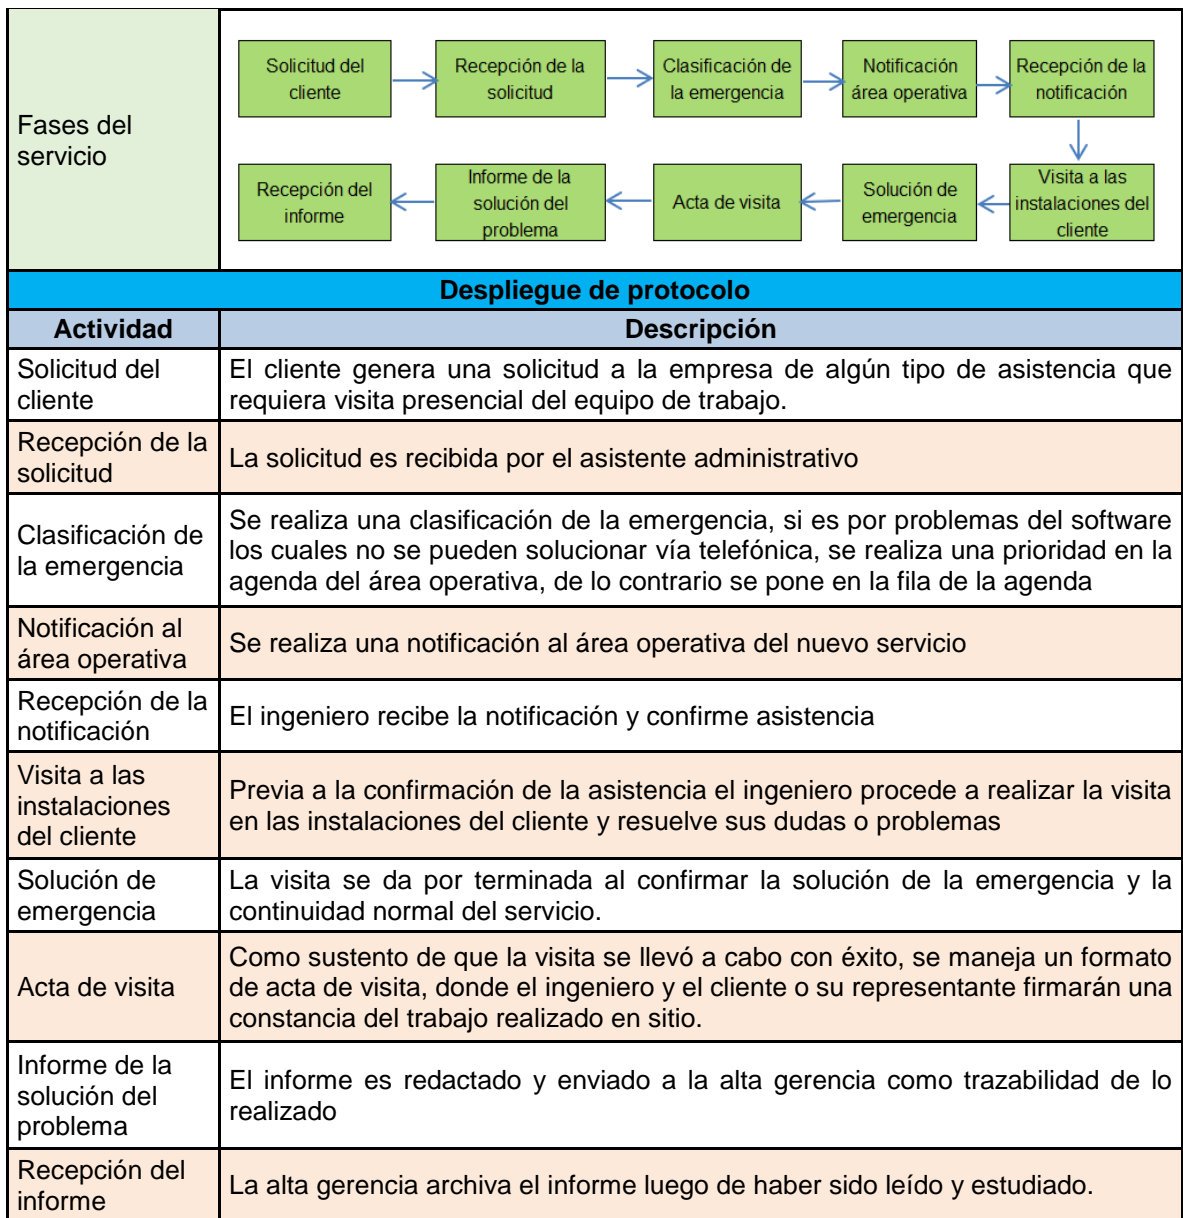 Fases del
servicio
Solicitud del
cliente
Recepción de la
solicitud
Clasificación de
la emergencia
Notificación
área operativa
Recepción de la
notificación
Visita a las
instalaciones del
cliente
Solución de
emergencia
Acta de visita
Informe de la
solución del
problema
Recepción del
informe
Despliegue de protocolo
Actividad
Descripción
Solicitud del
cliente
El cliente genera una solicitud a la empresa de algún tipo de asistencia que
requiera visita presencial del equipo de trabajo.
Recepción de la
solicitud
La solicitud es recibida por el asistente administrativo
Clasificación de
la emergencia
Se realiza una clasificación de la emergencia, si es por problemas del software
los cuales no se pueden solucionar vía telefónica, se realiza una prioridad en la
agenda del área operativa, de lo contrario se pone en la fila de la agenda
Notificación al
área operativa
Se realiza una notificación al área operativa del nuevo servicio
Recepción de la
notificación
El ingeniero recibe la notificación y confirme asistencia
Visita a las
instalaciones
del cliente
Previa a la confirmación de la asistencia el ingeniero procede a realizar la visita
en las instalaciones del cliente y resuelve sus dudas o problemas
Solución de
emergencia
La visita se da por terminada al confirmar la solución de la emergencia y la
continuidad normal del servicio.
Acta de visita
Como sustento de que la visita se llevó a cabo con éxito, se maneja un formato
de acta de visita, donde el ingeniero y el cliente o su representante firmarán una
constancia del trabajo realizado en sitio.
Informe de la
solución del
problema
El informe es redactado y enviado a la alta gerencia como trazabilidad de lo
realizado
Recepción del
informe
La alta gerencia archiva el informe luego de haber sido leído y estudiado.